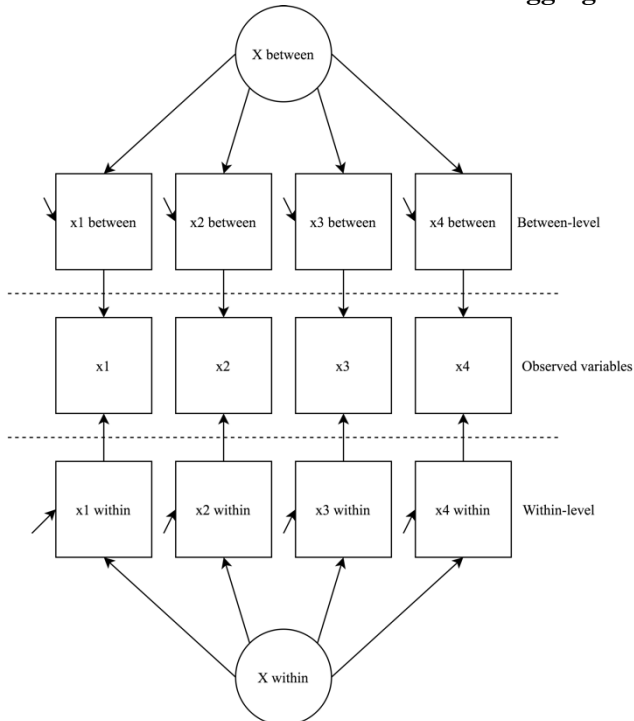 X between
x1 between
x2 between
x3 between
x4 between
Between-level
x1
x2
x3
x4
Observed variables
x1 within
x2 within
x3 within
x4 within
Within-level
X within